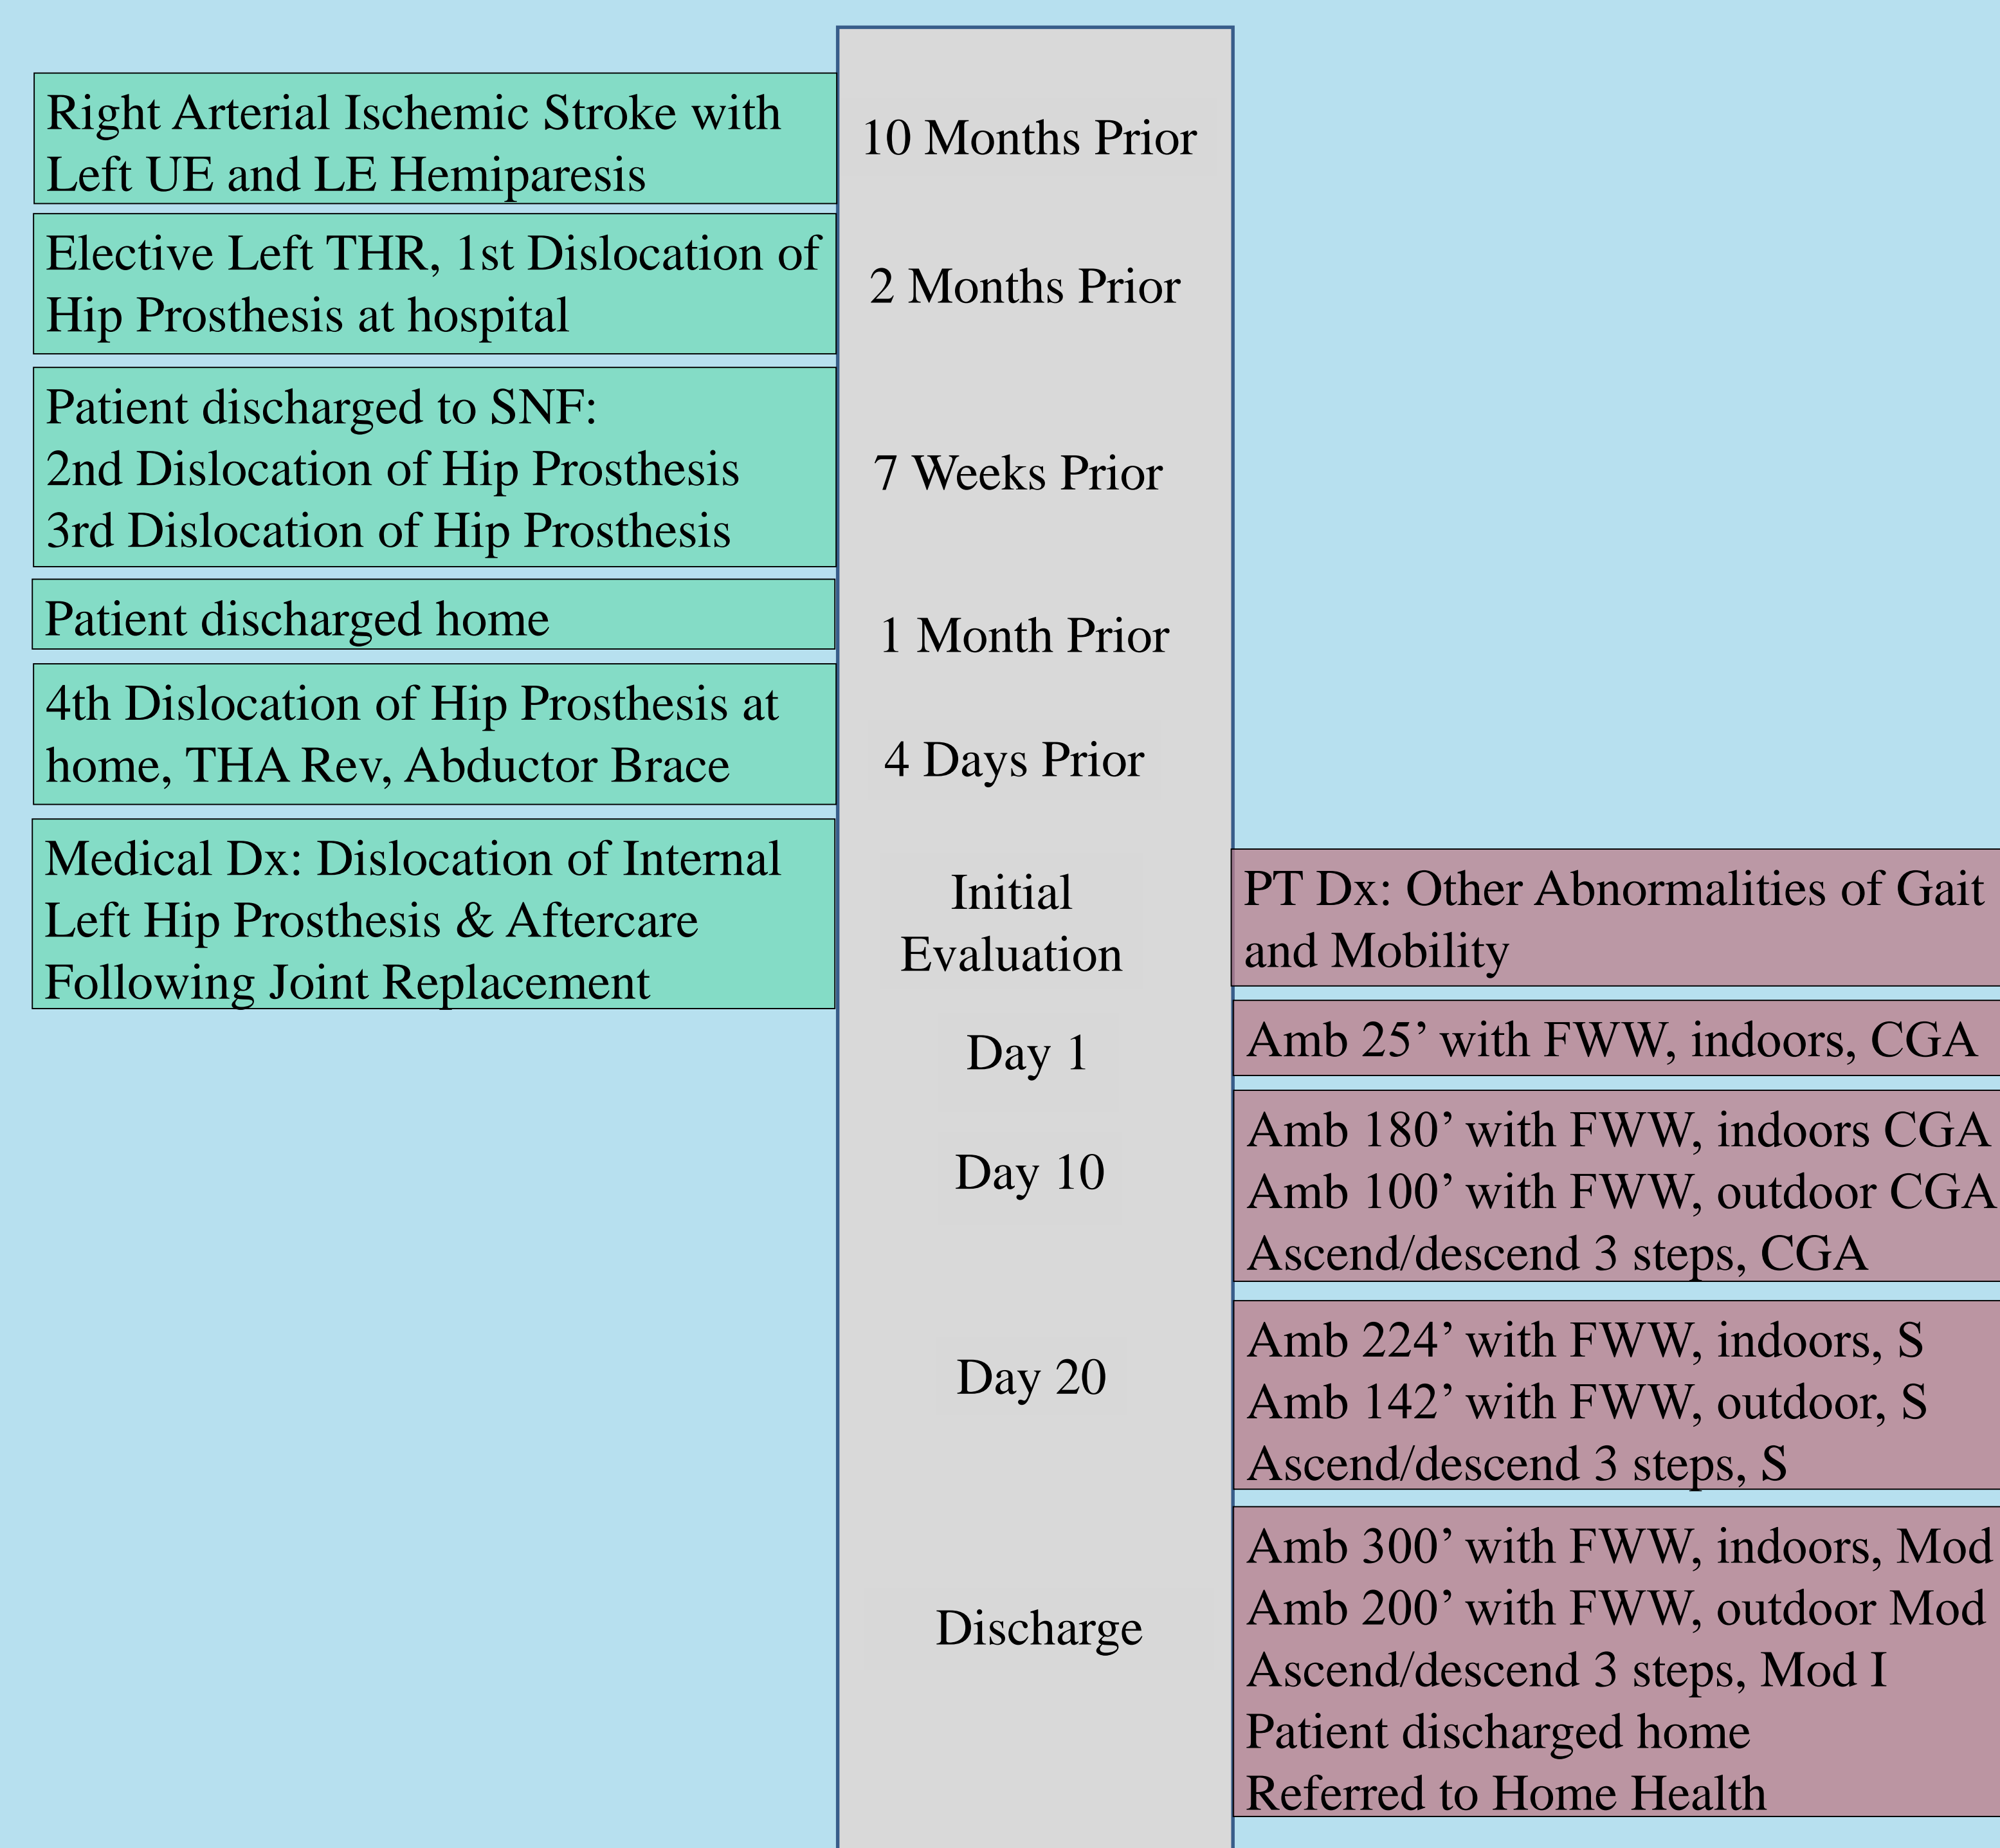 Right Arterial Ischemic Stroke with
Left UE and LE Hemiparesis
10 Months Prior
Elective Left THR, 1st Dislocation of
Hip Prosthesis at hospital
2 Months Prior
Patient discharged to SNF:
2nd Dislocation of Hip Prosthesis
3rd Dislocation of Hip Prosthesis
7 Weeks Prior
Patient discharged home
1 Month Prior
4th Dislocation of Hip Prosthesis at
home, THA Rev, Abductor Brace
4 Days Prior
Medical Dx: Dislocation of Internal
Left Hip Prosthesis & Aftercare
Following Joint Replacement
Initial
Evaluation
PT Dx: Other Abnormalities of Gait
and Mobility
Day 1
Amb 25’ with FWW, indoors, CGA
Day 10
Amb 180’ with FWW, indoors CGA
Amb 100’ with FWW, outdoor CGA
Ascend/descend 3 steps, CGA
Day 20
Amb 224’ with FWW, indoors, S
Amb 142’ with FWW, outdoor, S
Ascend/descend 3 steps, S
Discharge
Amb 300’ with FWW, indoors, Mod
Amb 200’ with FWW, outdoor Mod
Ascend/descend 3 steps, Mod I
Patient discharged home
Referred to Home Health